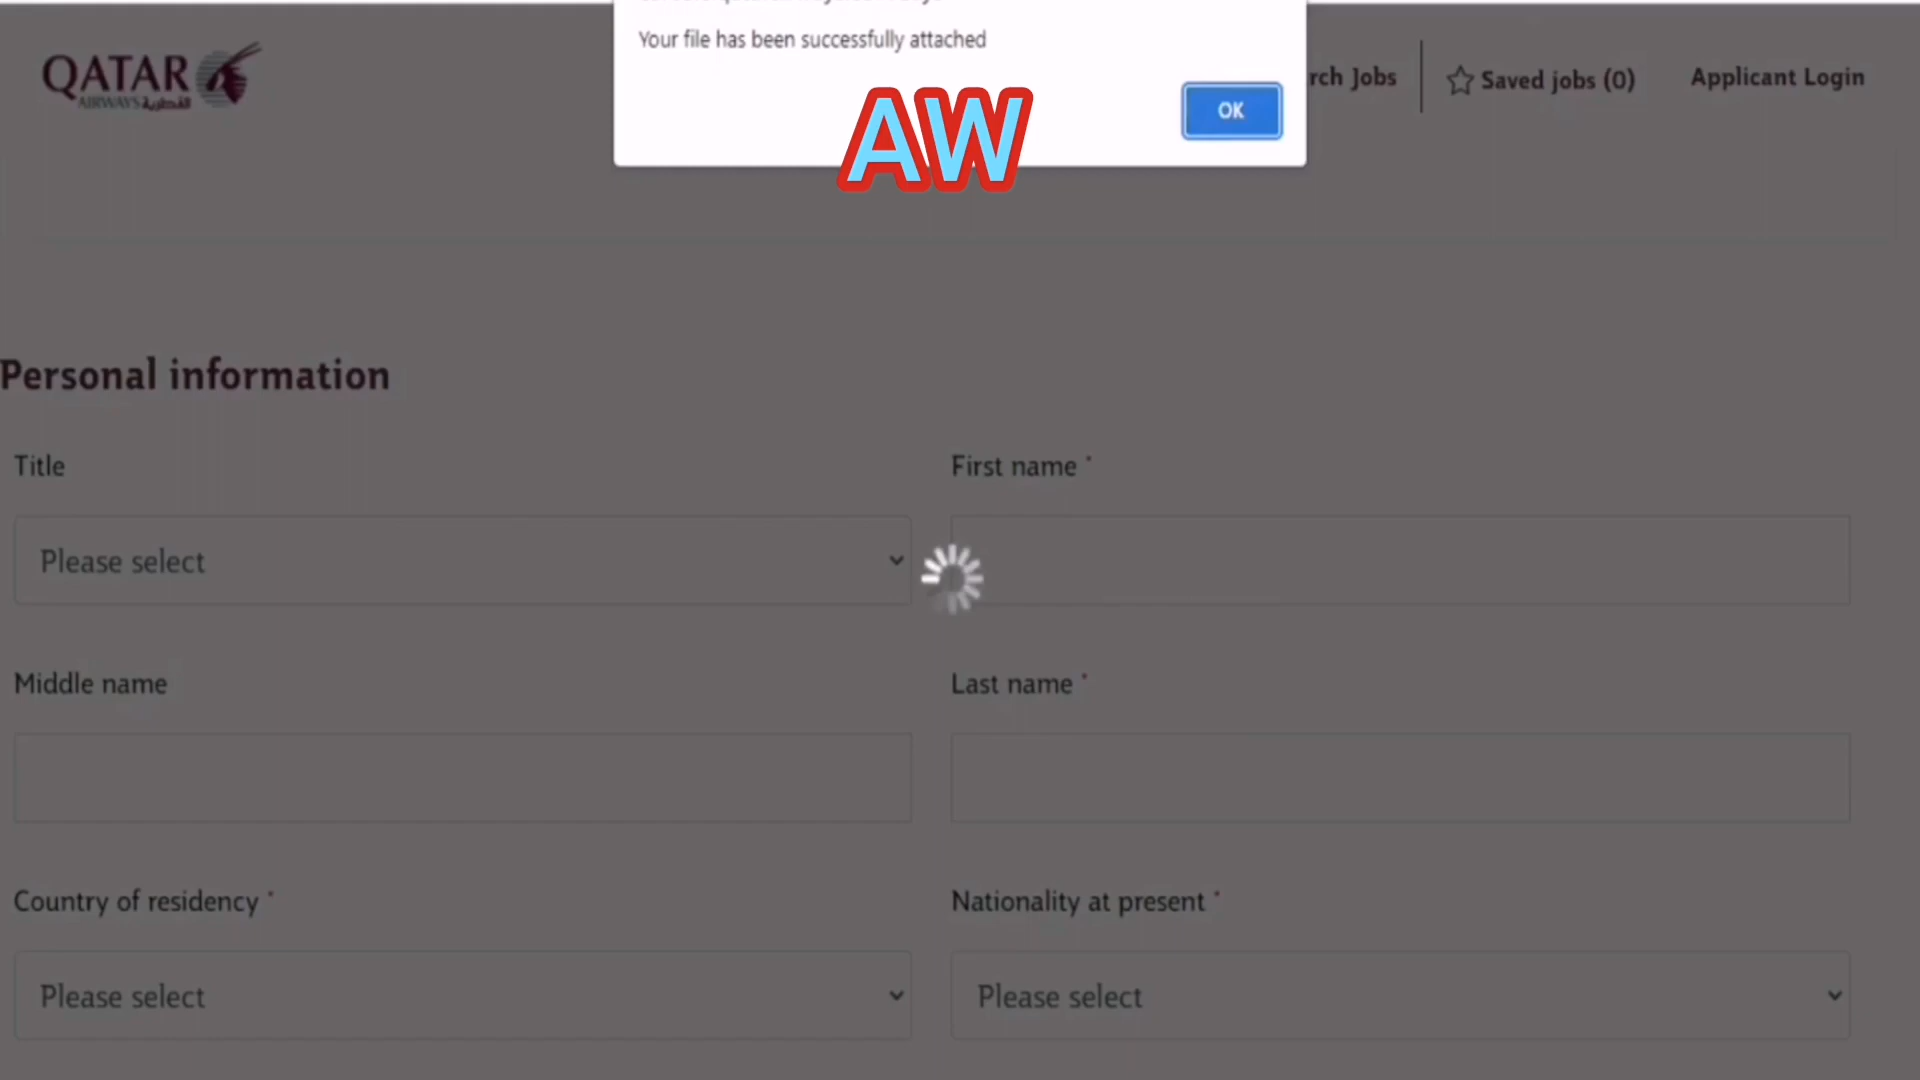 Your file has been successfully attached
OK
AW
QATAR
AIRWAYS القطرية
rch Jobs
Saved jobs (0)
Applicant Login
Personal information
Title
First name *
Please select
Middle name
Last name *
Country of residency *
Nationality at present *
Please select
Please select